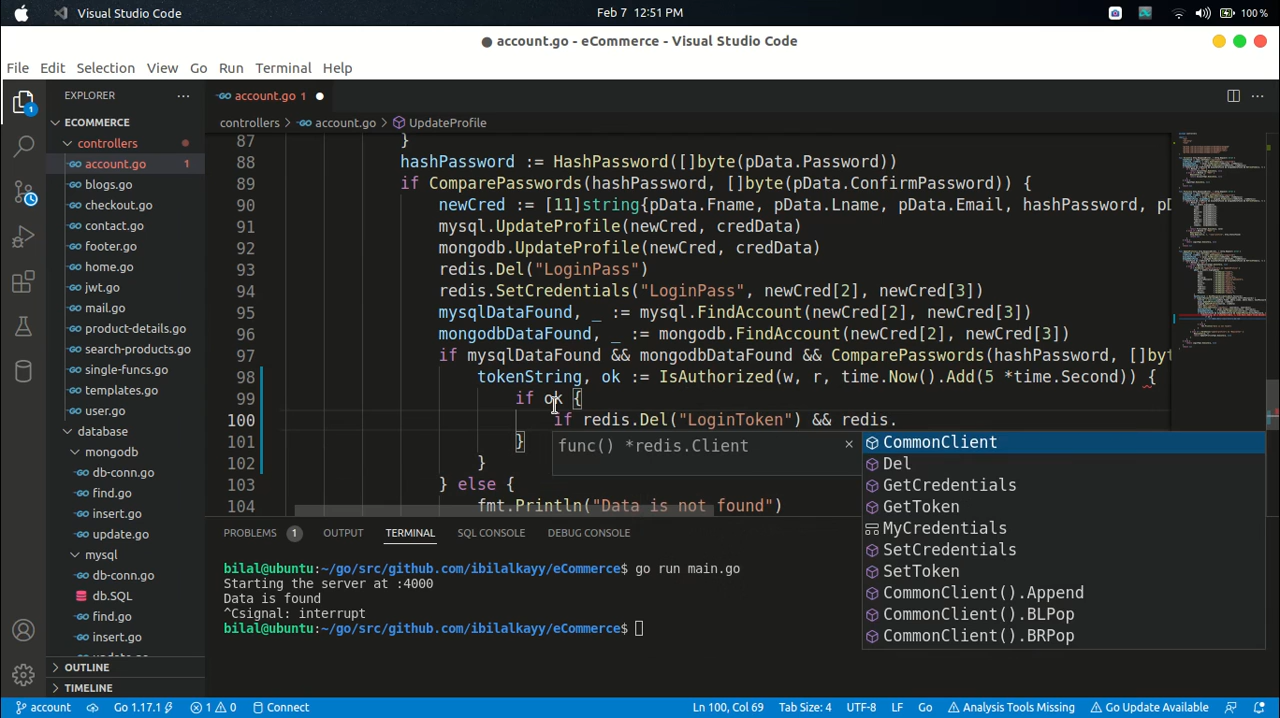 Visual Studio Code
Feb 7 12:51 PM
100 %
● account.go - eCommerce - Visual Studio Code
File Edit Selection View Go Run Terminal Help
EXPLORER
account.go 1 ●
ECOMMERCE
controllers > account.go > UpdateProfile
controllers
account.go 1
blogs.go
checkout.go
contact.go
footer.go
home.go
jwt.go
mail.go
product-details.go
search-products.go
single-funcs.go
templates.go
user.go
database
mongodb
db-conn.go
find.go
insert.go
update.go
mysql
db-conn.go
db.SQL
find.go
insert.go
OUTLINE
TIMELINE
87 }
88 hashPassword := HashPassword([]byte(pData.Password))
89 if ComparePasswords(hashPassword, []byte(pData.ConfirmPassword)) {
90 newCred := [11]string{pData.Fname, pData.Lname, pData.Email, hashPassword, pD
91 mysql.UpdateProfile(newCred, credData)
92 mongodb.UpdateProfile(newCred, credData)
93 redis.Del("LoginPass")
94 redis.SetCredentials("LoginPass", newCred[2], newCred[3])
95 mysqlDataFound, _ := mysql.FindAccount(newCred[2], newCred[3])
96 mongodbDataFound, _ := mongodb.FindAccount(newCred[2], newCred[3])
97 if mysqlDataFound && mongodbDataFound && ComparePasswords(hashPassword, []byt
98 tokenString, ok := IsAuthorized(w, r, time.Now().Add(5 *time.Second)) {
99 if ok {
100 if redis.Del("LoginToken") && redis.
101 }
102 }
103 } else {
104 fmt.Println("Data is not found")
func() *redis.Client ×
CommonClient
Del
GetCredentials
GetToken
MyCredentials
SetCredentials
SetToken
CommonClient().Append
CommonClient().BLPop
CommonClient().BRPop
PROBLEMS 1 OUTPUT TERMINAL SQL CONSOLE DEBUG CONSOLE
bilal@ubuntu:~/go/src/github.com/ibilalkayy/eCommerce$ go run main.go
Starting the server at :4000
Data is found
^Csignal: interrupt
bilal@ubuntu:~/go/src/github.com/ibilalkayy/eCommerce$
account Go 1.17.1 1 0 Connect Ln 100, Col 69 Tab Size: 4 UTF-8 LF Go Analysis Tools Missing Go Update Available